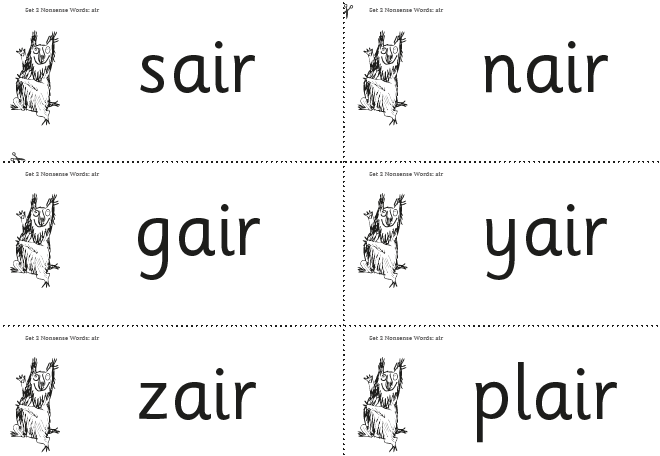 Set 2 Nonsense Words: air
sair
Set 2 Nonsense Words: air
nair
Set 2 Nonsense Words: air
gair
Set 2 Nonsense Words: air
yair
Set 2 Nonsense Words: air
zair
Set 2 Nonsense Words: air
plair